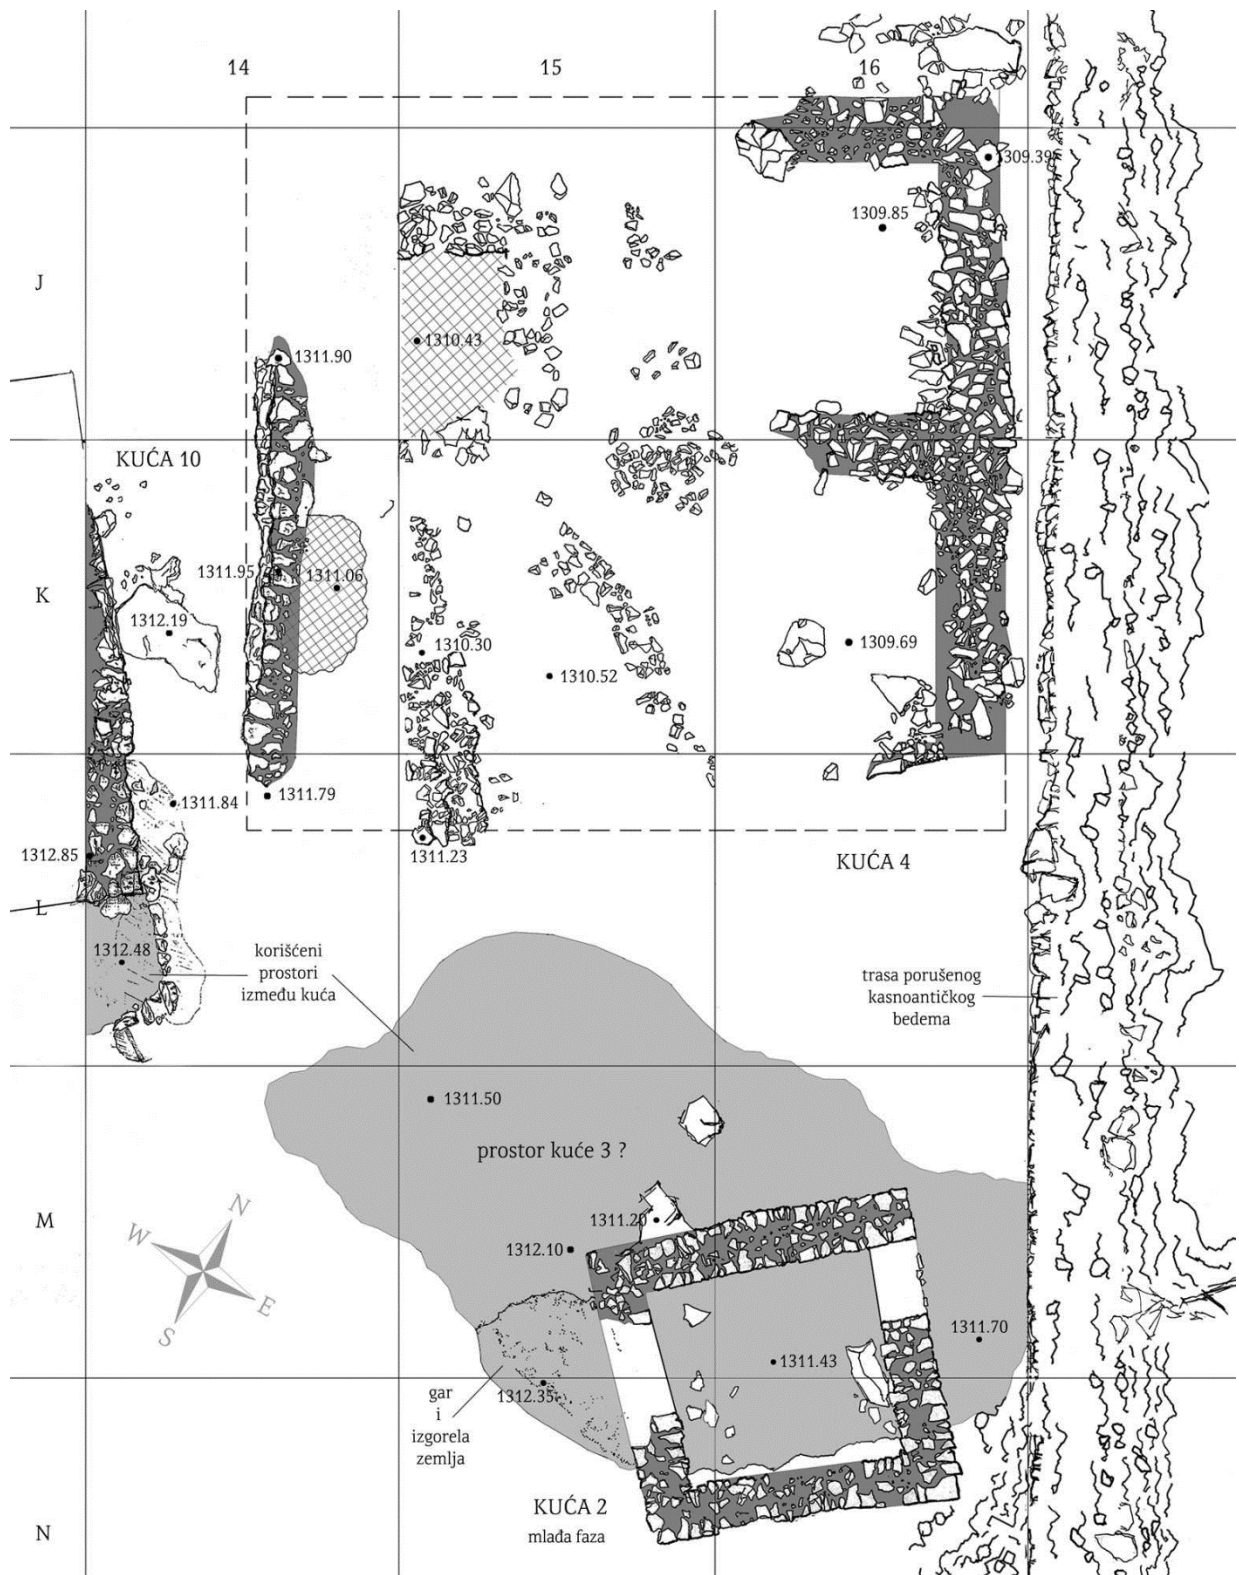 14
15
16
1309.39
1309.85
J
1310.43
1311.90
KUĆA 10
1311.95
1311.06
K
1312.19
1310.30
1309.69
1310.52
1311.84
1311.79
1311.23
1312.85
KUĆA 4
L
1312.48
korišćeni
prostori
između kuća
trasa porušenog
kasnoantičkog
bedema
1311.50
prostor kuće 3 ?
M
1311.20
1312.10
N
W
E
S
1311.70
1311.43
1312.35
gar
i
izgorela
zemlja
KUĆA 2
mlađa faza
N